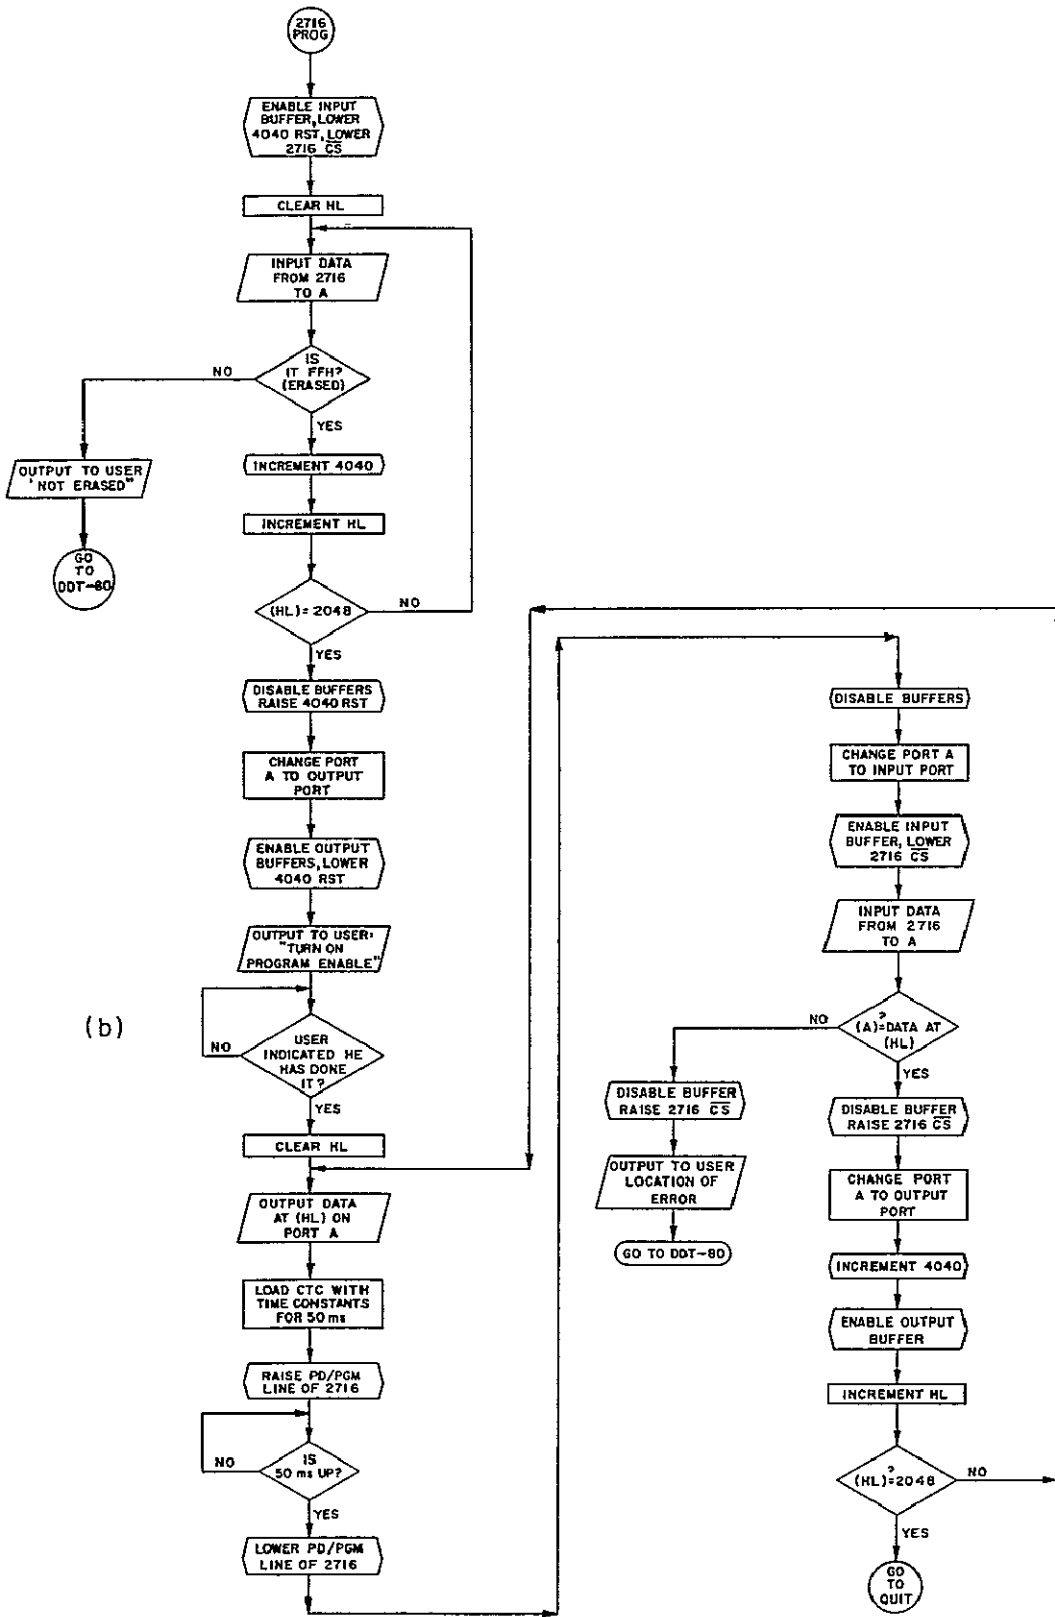 2716
PROG
ENABLE INPUT
BUFFER, LOWER
4040 RST, LOWER
2716 C̅S̅
CLEAR HL
INPUT DATA
FROM 2716
TO A
IS
IT FFH?
(ERASED)
NO
YES
OUTPUT TO USER
"NOT ERASED"
GO
TO
DDT-80
INCREMENT 4040
INCREMENT HL
(HL)=2048
NO
YES
DISABLE BUFFERS
RAISE 4040 RST
CHANGE PORT
A TO OUTPUT
PORT
ENABLE OUTPUT
BUFFERS, LOWER
4040 RST
OUTPUT TO USER:
"TURN ON
PROGRAM ENABLE"
(b)
USER
INDICATED HE
HAS DONE
IT?
NO
YES
CLEAR HL
OUTPUT DATA
AT (HL) ON
PORT A
LOAD CTC WITH
TIME CONSTANTS
FOR 50 ms
RAISE PD/PGM
LINE OF 2716
IS
50 ms UP?
NO
YES
LOWER PD/PGM
LINE OF 2716
DISABLE BUFFERS
CHANGE PORT A
TO INPUT PORT
ENABLE INPUT
BUFFER, LOWER
2716 C̅S̅
INPUT DATA
FROM 2716
TO A
?
(A)=DATA AT
(HL)
NO
YES
DISABLE BUFFER
RAISE 2716 C̅S̅
OUTPUT TO USER
LOCATION OF
ERROR
GO TO DDT-80
DISABLE BUFFER
RAISE 2716 C̅S̅
CHANGE PORT
A TO OUTPUT
PORT
INCREMENT 4040
ENABLE OUTPUT
BUFFER
INCREMENT HL
?
(HL)=2048
NO
YES
GO
TO
QUIT